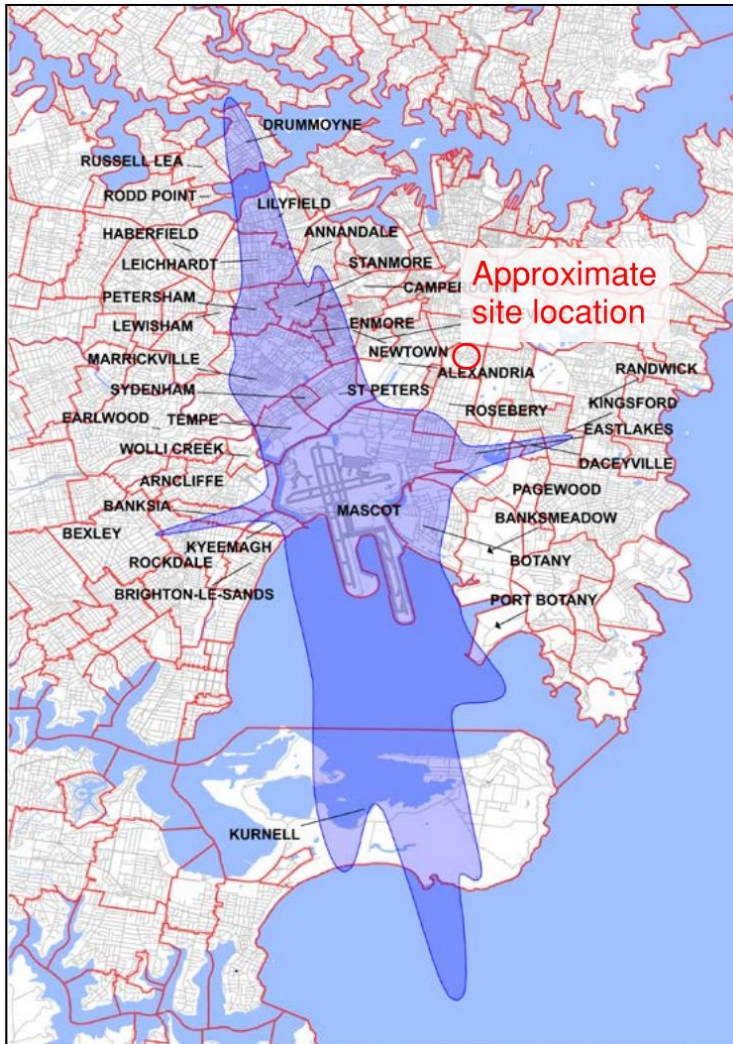 DRUMMOYNE
RUSSELL LEA
RODD POINT
LILYFIELD
HABERFIELD
ANNANDALE
LEICHHARDT
STANMORE
Approximate
site location
PETERSHAM
LEWISHAM
ENMORE
NEWTOWN
MARRICKVILLE
ALEXANDRIA
RANDWICK
SYDENHAM
ST PETERS
KINGSFORD
EARLWOOD
TEMPE
ROSEBERY
EASTLAKES
WOLLI CREEK
DACEYVILLE
ARNCLIFFE
PAGEWOOD
BANKSIA
MASCOT
BANKSMEADOW
BEXLEY
KYEEMAGH
ROCKDALE
BOTANY
BRIGHTON-LE-SANDS
PORT BOTANY
KURNELL